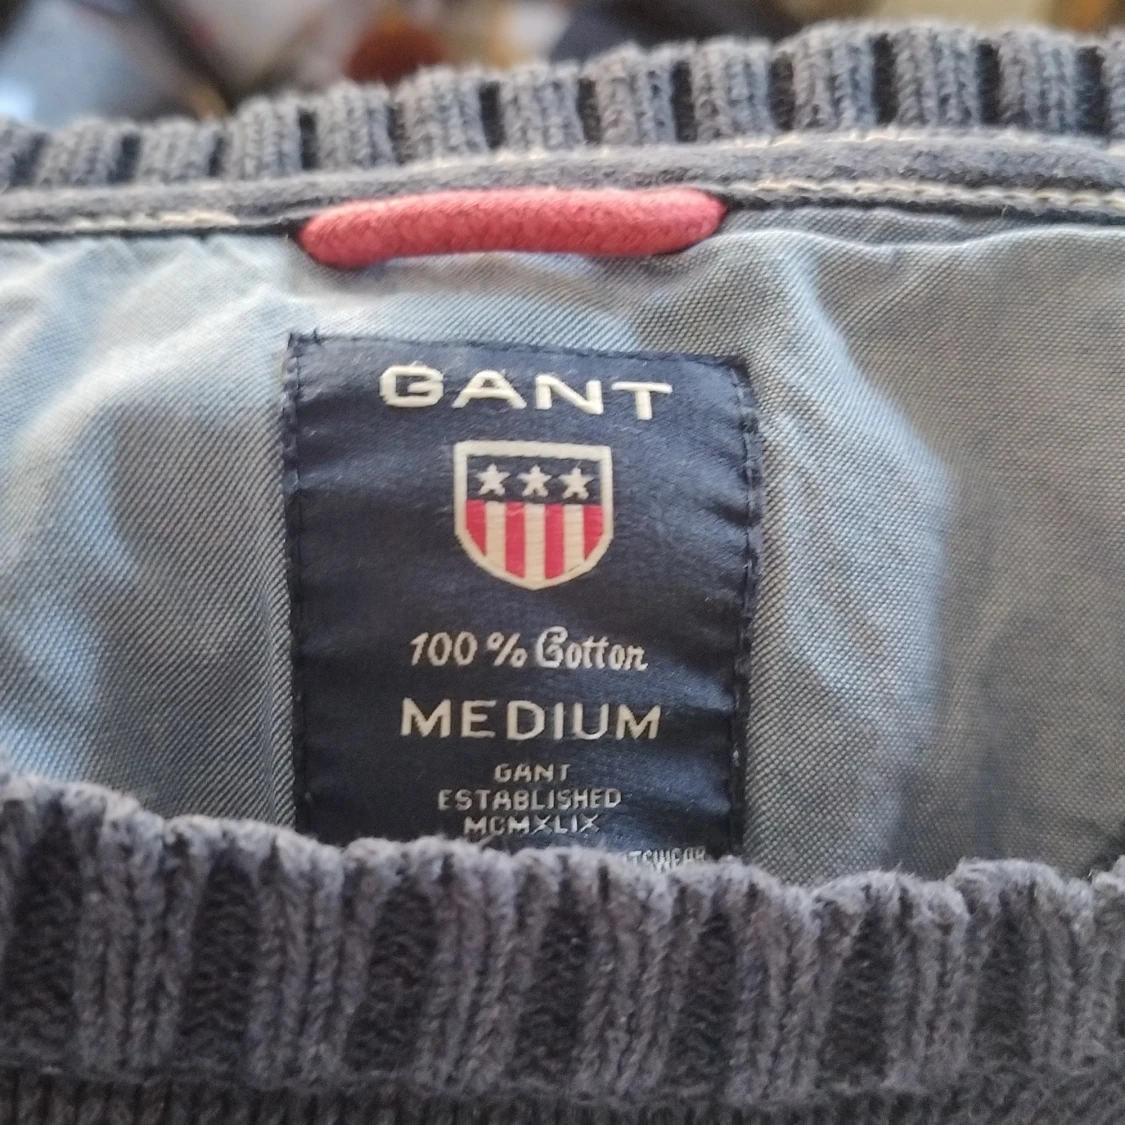 GANT
100 % Cotton
MEDIUM
GANT
ESTABLISHED
MCMXLIX